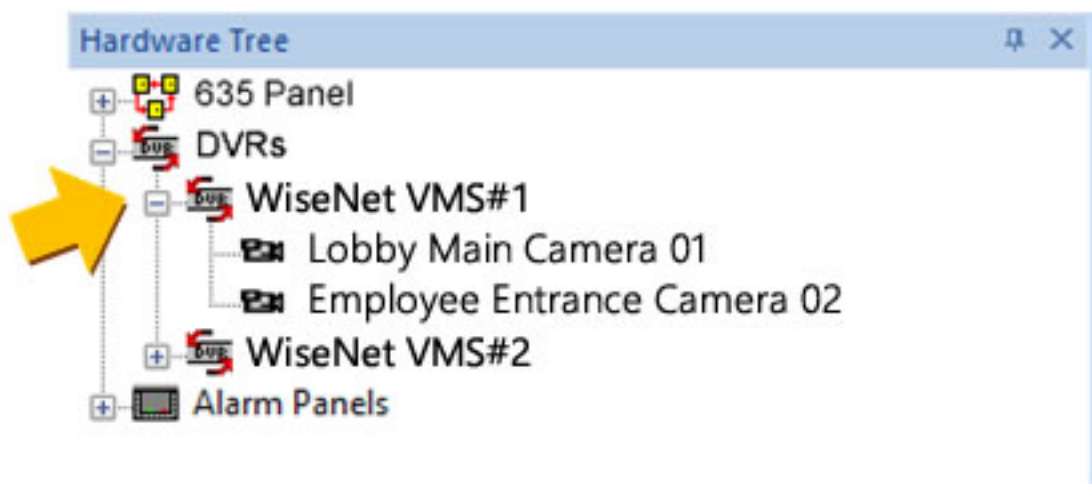 Hardware Tree
635 Panel
DVRs
WiseNet VMS#1
Lobby Main Camera 01
Employee Entrance Camera 02
WiseNet VMS#2
Alarm Panels